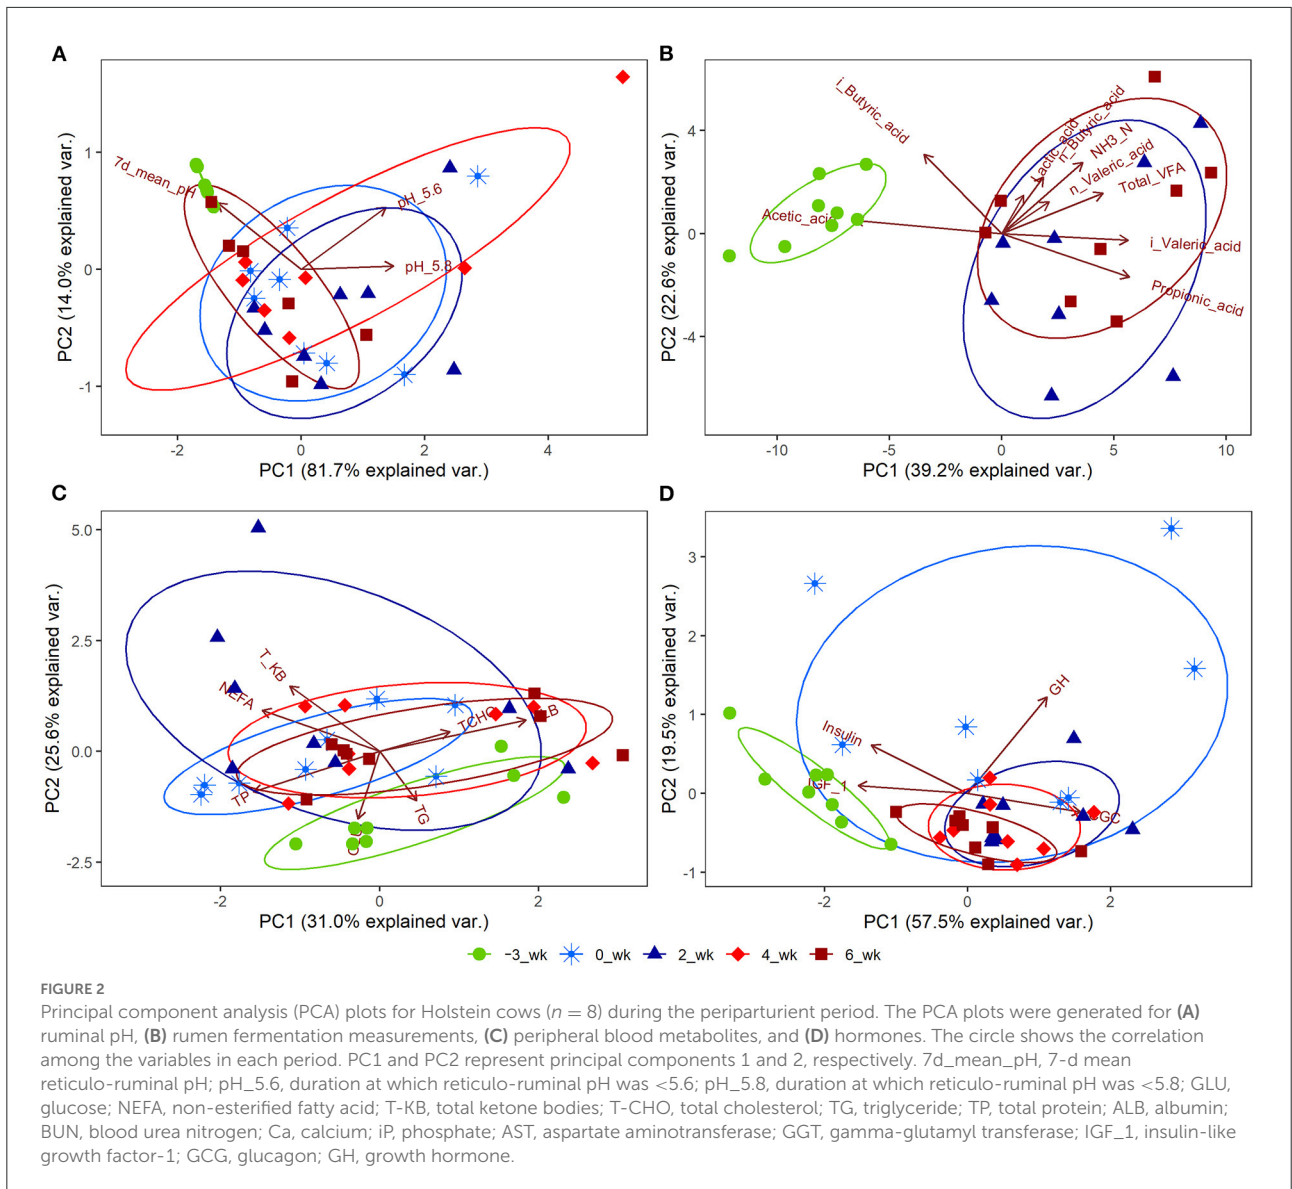 A
B
PC2 (14.0% explained var.)
1
0
-1
7d_mean_pH
pH_5.6
pH_5.8
-2
0
2
4
PC1 (81.7% explained var.)
PC2 (22.6% explained var.)
4
0
-4
i_Butyric_acid
Acetic_acid
Lactic_acid
n_Butyric_acid
NH3_N
n_Valeric_acid
Total_VFA
i_Valeric_acid
Propionic_acid
-10
-5
0
5
10
PC1 (39.2% explained var.)
C
D
PC2 (25.6% explained var.)
5.0
2.5
0.0
-2.5
T_KB
NEFA
TCHO
TP
TG
-2
0
2
PC1 (31.0% explained var.)
PC2 (19.5% explained var.)
3
2
1
0
-1
GH
Insulin
IGF_1
-2
0
2
PC1 (57.5% explained var.)
-3_wk 0_wk 2_wk 4_wk 6_wk
FIGURE 2
Principal component analysis (PCA) plots for Holstein cows (n = 8) during the periparturient period. The PCA plots were generated for (A)
ruminal pH, (B) rumen fermentation measurements, (C) peripheral blood metabolites, and (D) hormones. The circle shows the correlation
among the variables in each period. PC1 and PC2 represent principal components 1 and 2, respectively. 7d_mean_pH, 7-d mean
reticulo-ruminal pH; pH_5.6, duration at which reticulo-ruminal pH was <5.6; pH_5.8, duration at which reticulo-ruminal pH was <5.8; GLU,
glucose; NEFA, non-esterified fatty acid; T-KB, total ketone bodies; T-CHO, total cholesterol; TG, triglyceride; TP, total protein; ALB, albumin;
BUN, blood urea nitrogen; Ca, calcium; iP, phosphate; AST, aspartate aminotransferase; GGT, gamma-glutamyl transferase; IGF_1, insulin-like
growth factor-1; GCG, glucagon; GH, growth hormone.